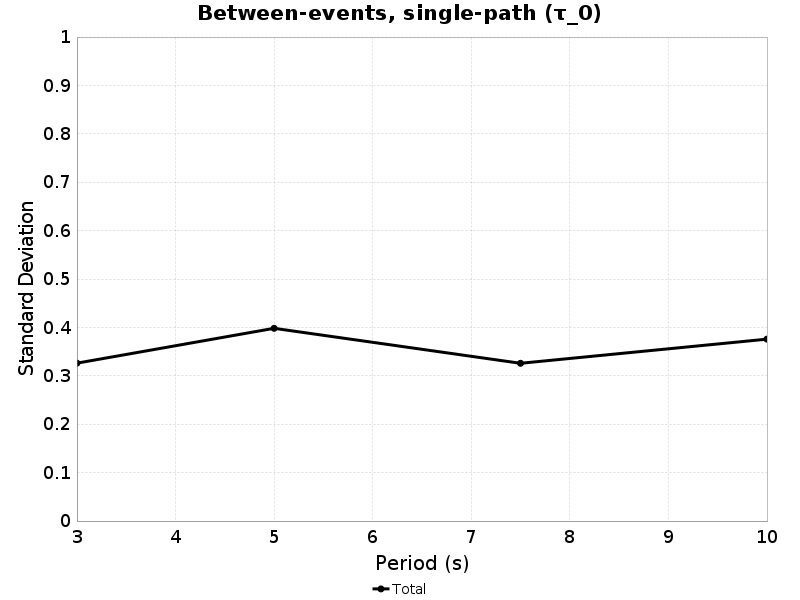 Between-events, single-path (τ_0)
1
0.9
0.8
0.7
0.6
0.5
0.4
0.3
0.2
0.1
0
Standard Deviation
3 4 5 6 7 8 9 10
Period (s)
Total